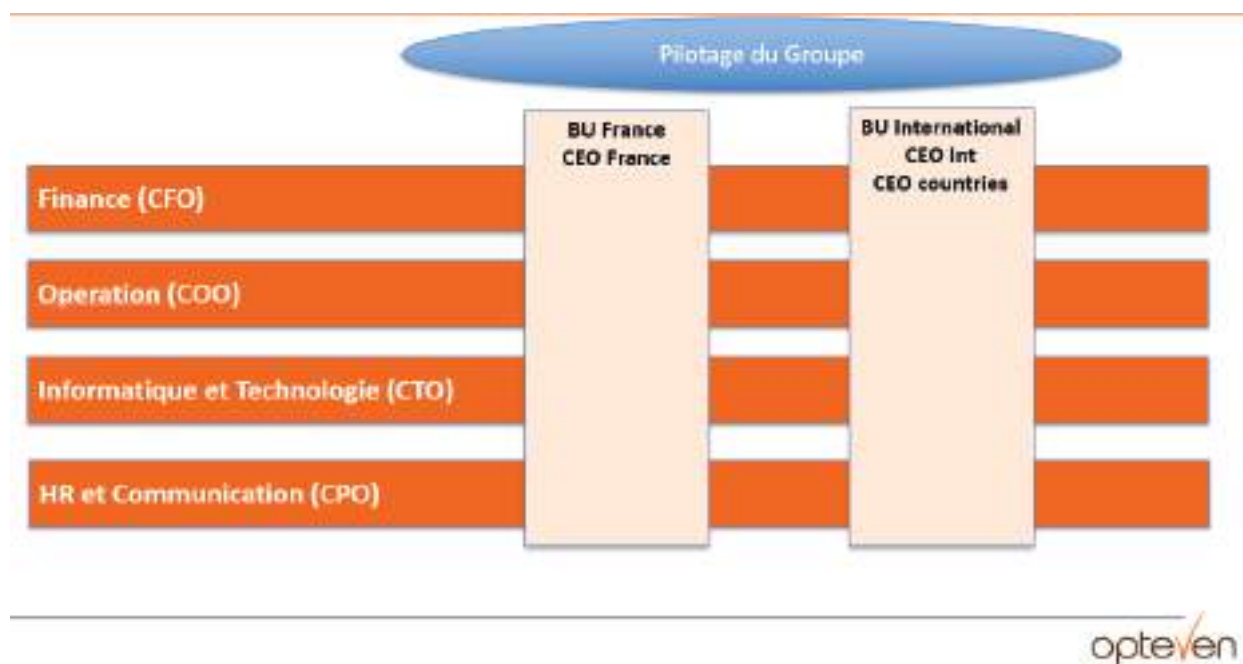 Pilotage du Groupe
BU France
CEO France
BU International
CEO Int
CEO countries
Finance (CFO)
Operation (COO)
Informatique et Technologie (CTO)
HR et Communication (CPO)
opteven